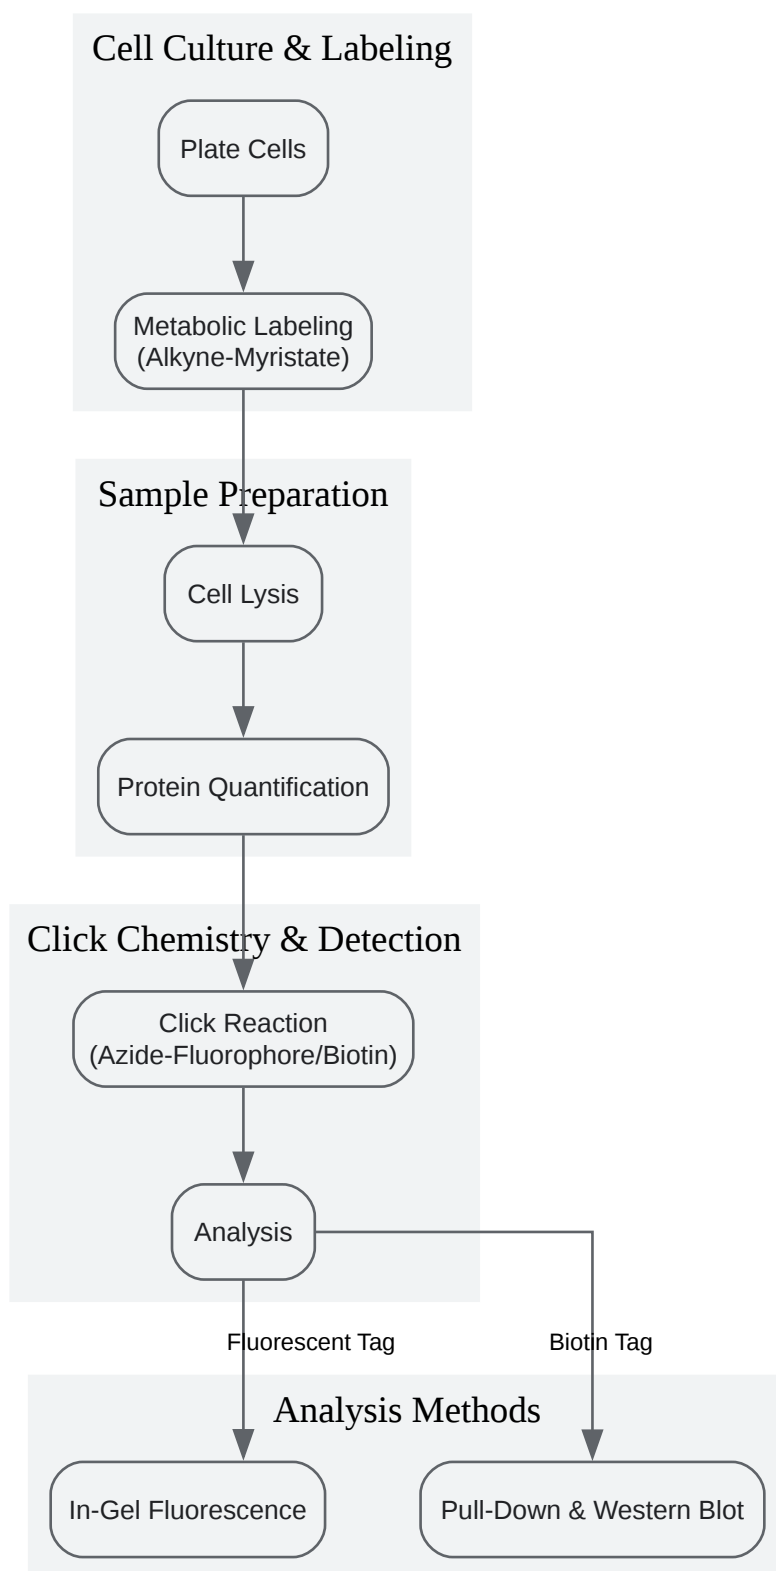 Cell Culture & Labeling
Plate Cells
Metabolic Labeling
(Alkyne-Myristate)
Sample Preparation
Cell Lysis
Protein Quantification
Click Chemistry & Detection
Click Reaction
(Azide-Fluorophore/Biotin)
Analysis
Fluorescent Tag
Biotin Tag
Analysis Methods
In-Gel Fluorescence
Pull-Down & Western Blot